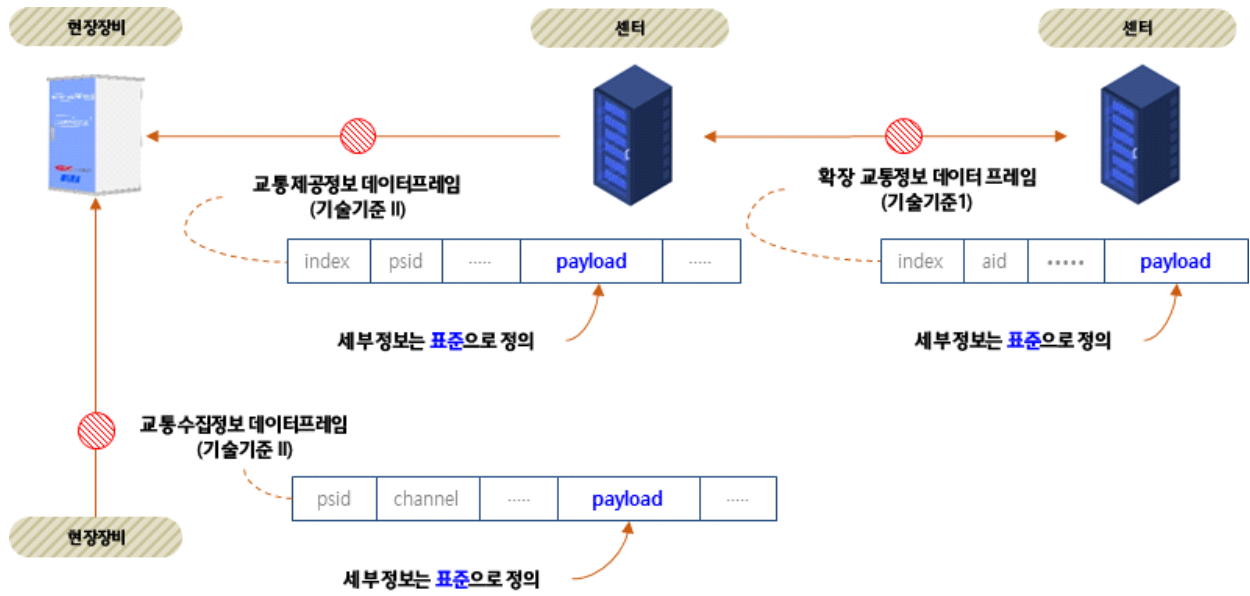 현장장비
센터
센터
교통제공정보 데이터프레임
(기술기준 II)
확장 교통정보 데이터 프레임
(기술기준1)
index psid ..... payload .....
index aid ..... payload
세부정보는 표준으로 정의
세부정보는 표준으로 정의
교통수집정보 데이터프레임
(기술기준 II)
psid channel ..... payload .....
현장장비
세부정보는 표준으로 정의